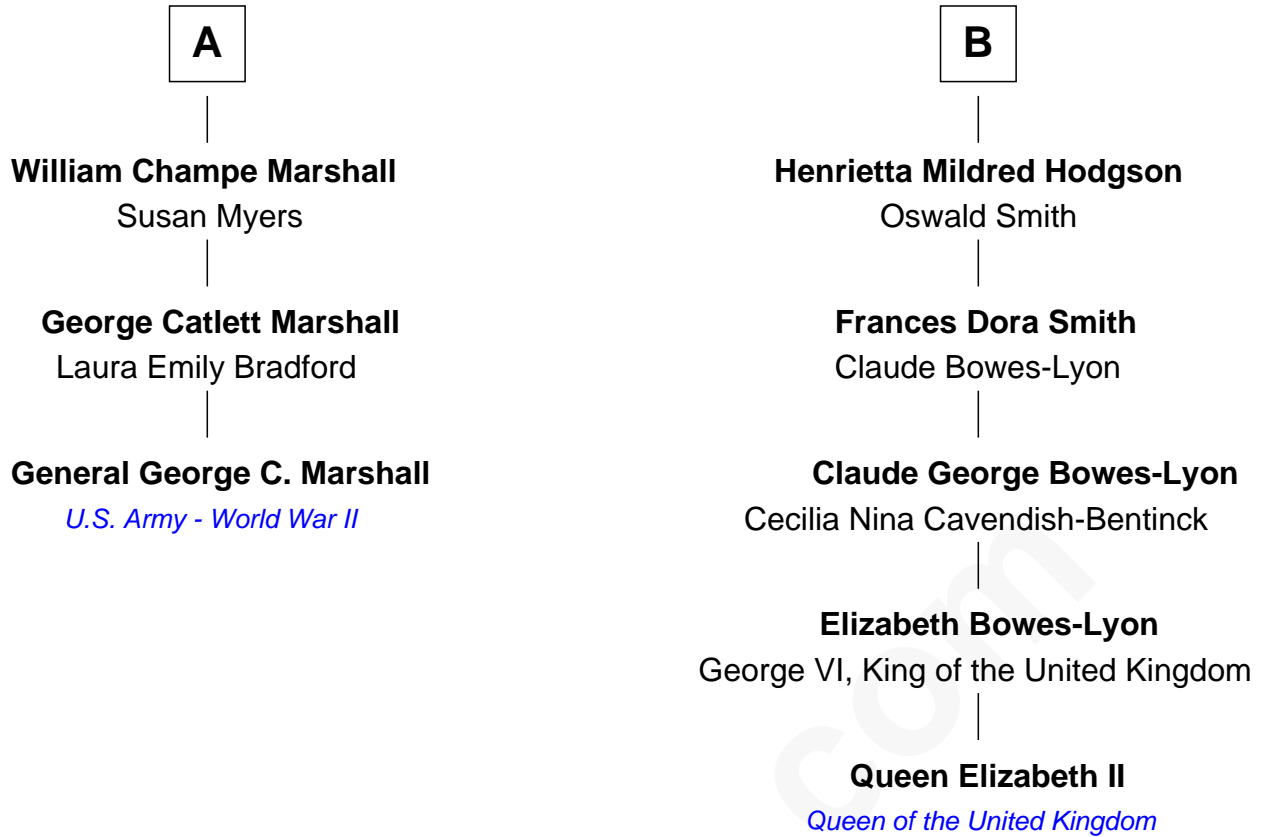 A
William Champe Marshall
Susan Myers
George Catlett Marshall
Laura Emily Bradford
General George C. Marshall
U.S. Army - World War II
B
Henrietta Mildred Hodgson
Oswald Smith
Frances Dora Smith
Claude Bowes-Lyon
Claude George Bowes-Lyon
Cecilia Nina Cavendish-Bentinck
Elizabeth Bowes-Lyon
George VI, King of the United Kingdom
Queen Elizabeth II
Queen of the United Kingdom
com